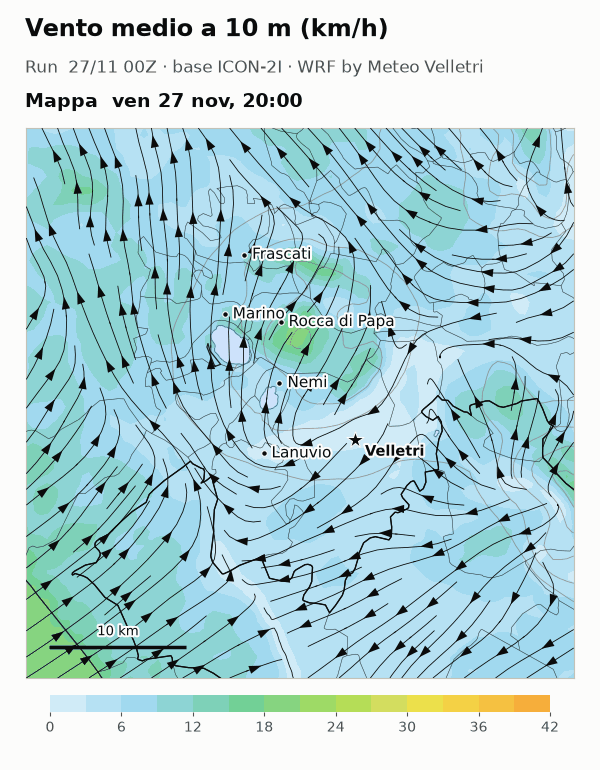 Vento medio a 10 m (km/h)
Run  27/11 00Z · base ICON-2I · WRF by Meteo Velletri
Mappa  ven 27 nov, 20:00
Frascati
Marino
Rocca di Papa
Nemi
Velletri
Lanuvio
10 km
0 6 12 18 24 30 36 42